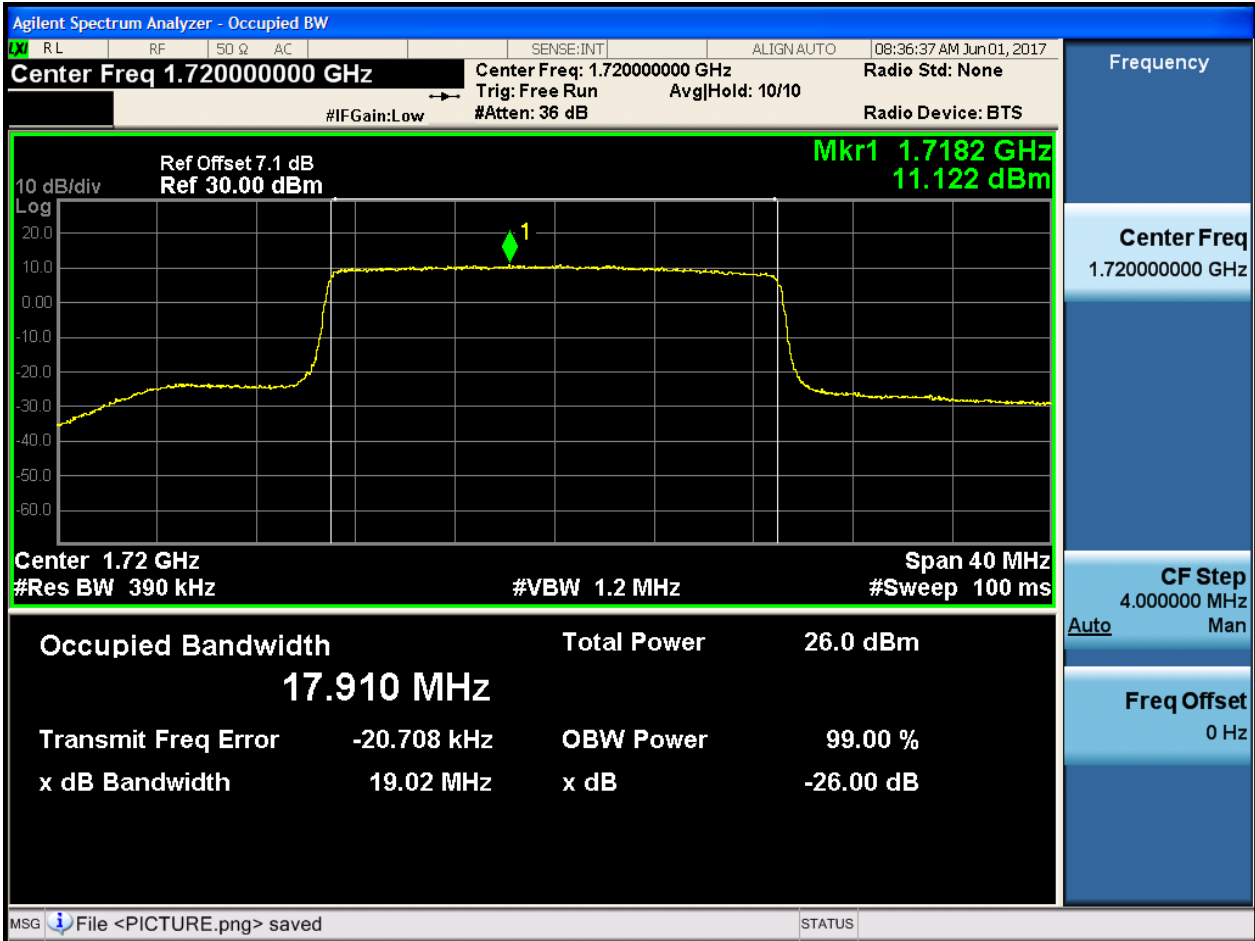 Agilent Spectrum Analyzer - Occupied BW
LXI RL RF 50 Ω AC SENSE:INT ALIGN AUTO 08:36:37 AM Jun 01, 2017
Center Freq 1.720000000 GHz
Center Freq: 1.720000000 GHz Radio Std: None
Trig: Free Run Avg|Hold: 10/10
#IFGain:Low #Atten: 36 dB Radio Device: BTS
Frequency
Mkr1 1.7182 GHz
11.122 dBm
Ref Offset 7.1 dB
10 dB/div Ref 30.00 dBm
Log
20.0
1
10.0
0.00
-10.0
-20.0
-30.0
-40.0
-50.0
-60.0
Center 1.72 GHz Span 40 MHz
#Res BW 390 kHz #VBW 1.2 MHz #Sweep 100 ms
Center Freq
1.720000000 GHz
CF Step
4.000000 MHz
Auto Man
Freq Offset
0 Hz
Occupied Bandwidth Total Power 26.0 dBm
17.910 MHz
Transmit Freq Error -20.708 kHz OBW Power 99.00 %
x dB Bandwidth 19.02 MHz x dB -26.00 dB
MSG File <PICTURE.png> saved STATUS